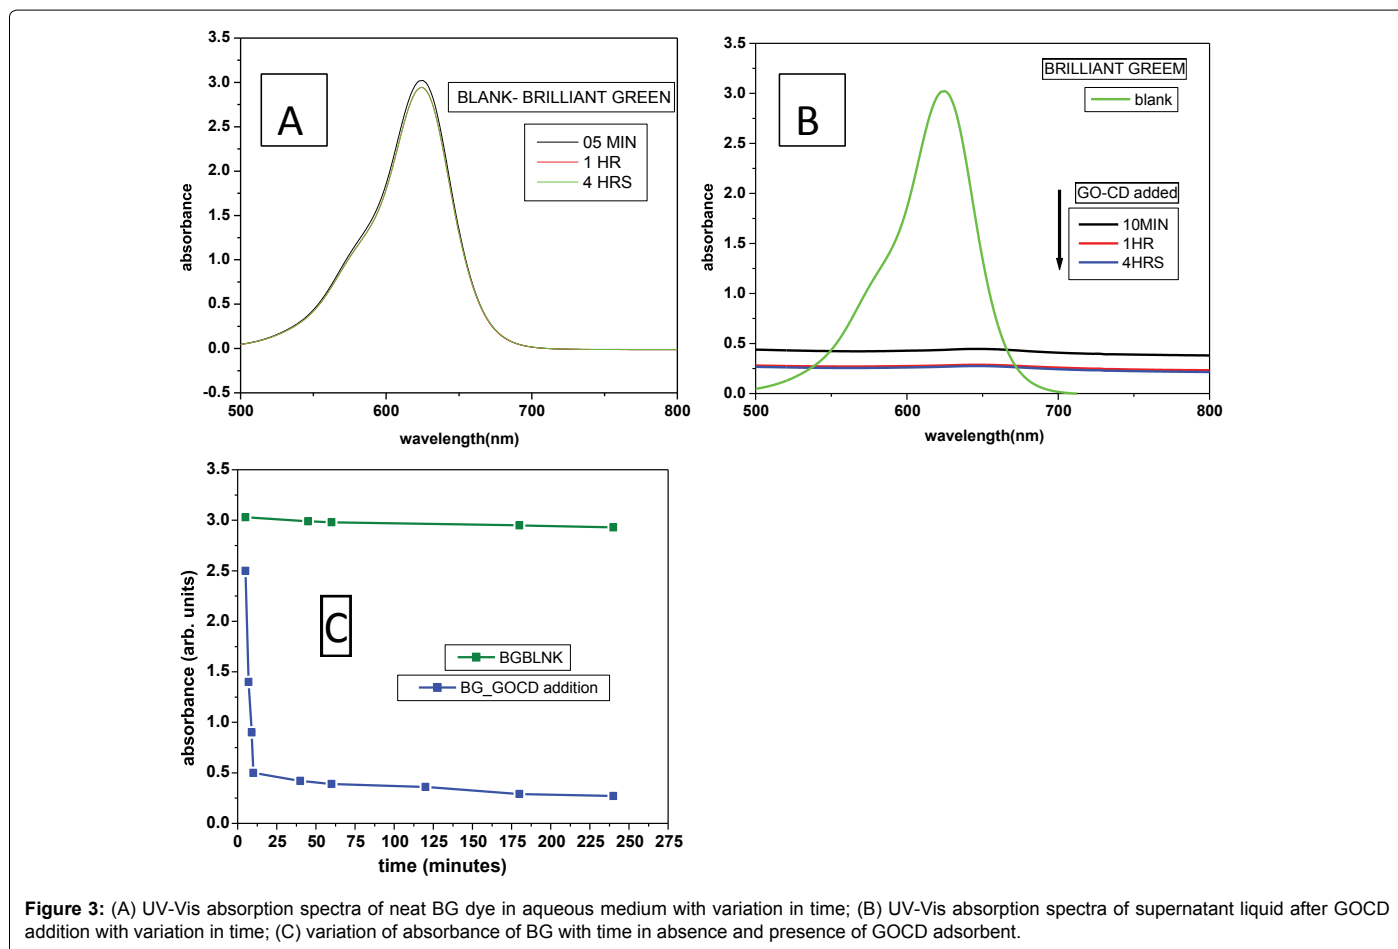 3.5
3.0
2.5
2.0
1.5
1.0
0.5
0.0
-0.5
absorbance
A
BLANK- BRILLIANT GREEN
05 MIN
1 HR
4 HRS
500 600 700 800
wavelength(nm)
3.5
3.0
2.5
2.0
1.5
1.0
0.5
0.0
absorbance
B
BRILLIANT GREEM
blank
GO-CD added
10MIN
1HR
4HRS
500 600 700 800
wavelength(nm)
3.5
3.0
2.5
2.0
1.5
1.0
0.5
0.0
absorbance (arb. units)
C
BGBLNK
BG_GOCD addition
0 25 50 75 100 125 150 175 200 225 250 275
time (minutes)
Figure 3: (A) UV-Vis absorption spectra of neat BG dye in aqueous medium with variation in time; (B) UV-Vis absorption spectra of supernatant liquid after GOCD
addition with variation in time; (C) variation of absorbance of BG with time in absence and presence of GOCD adsorbent.